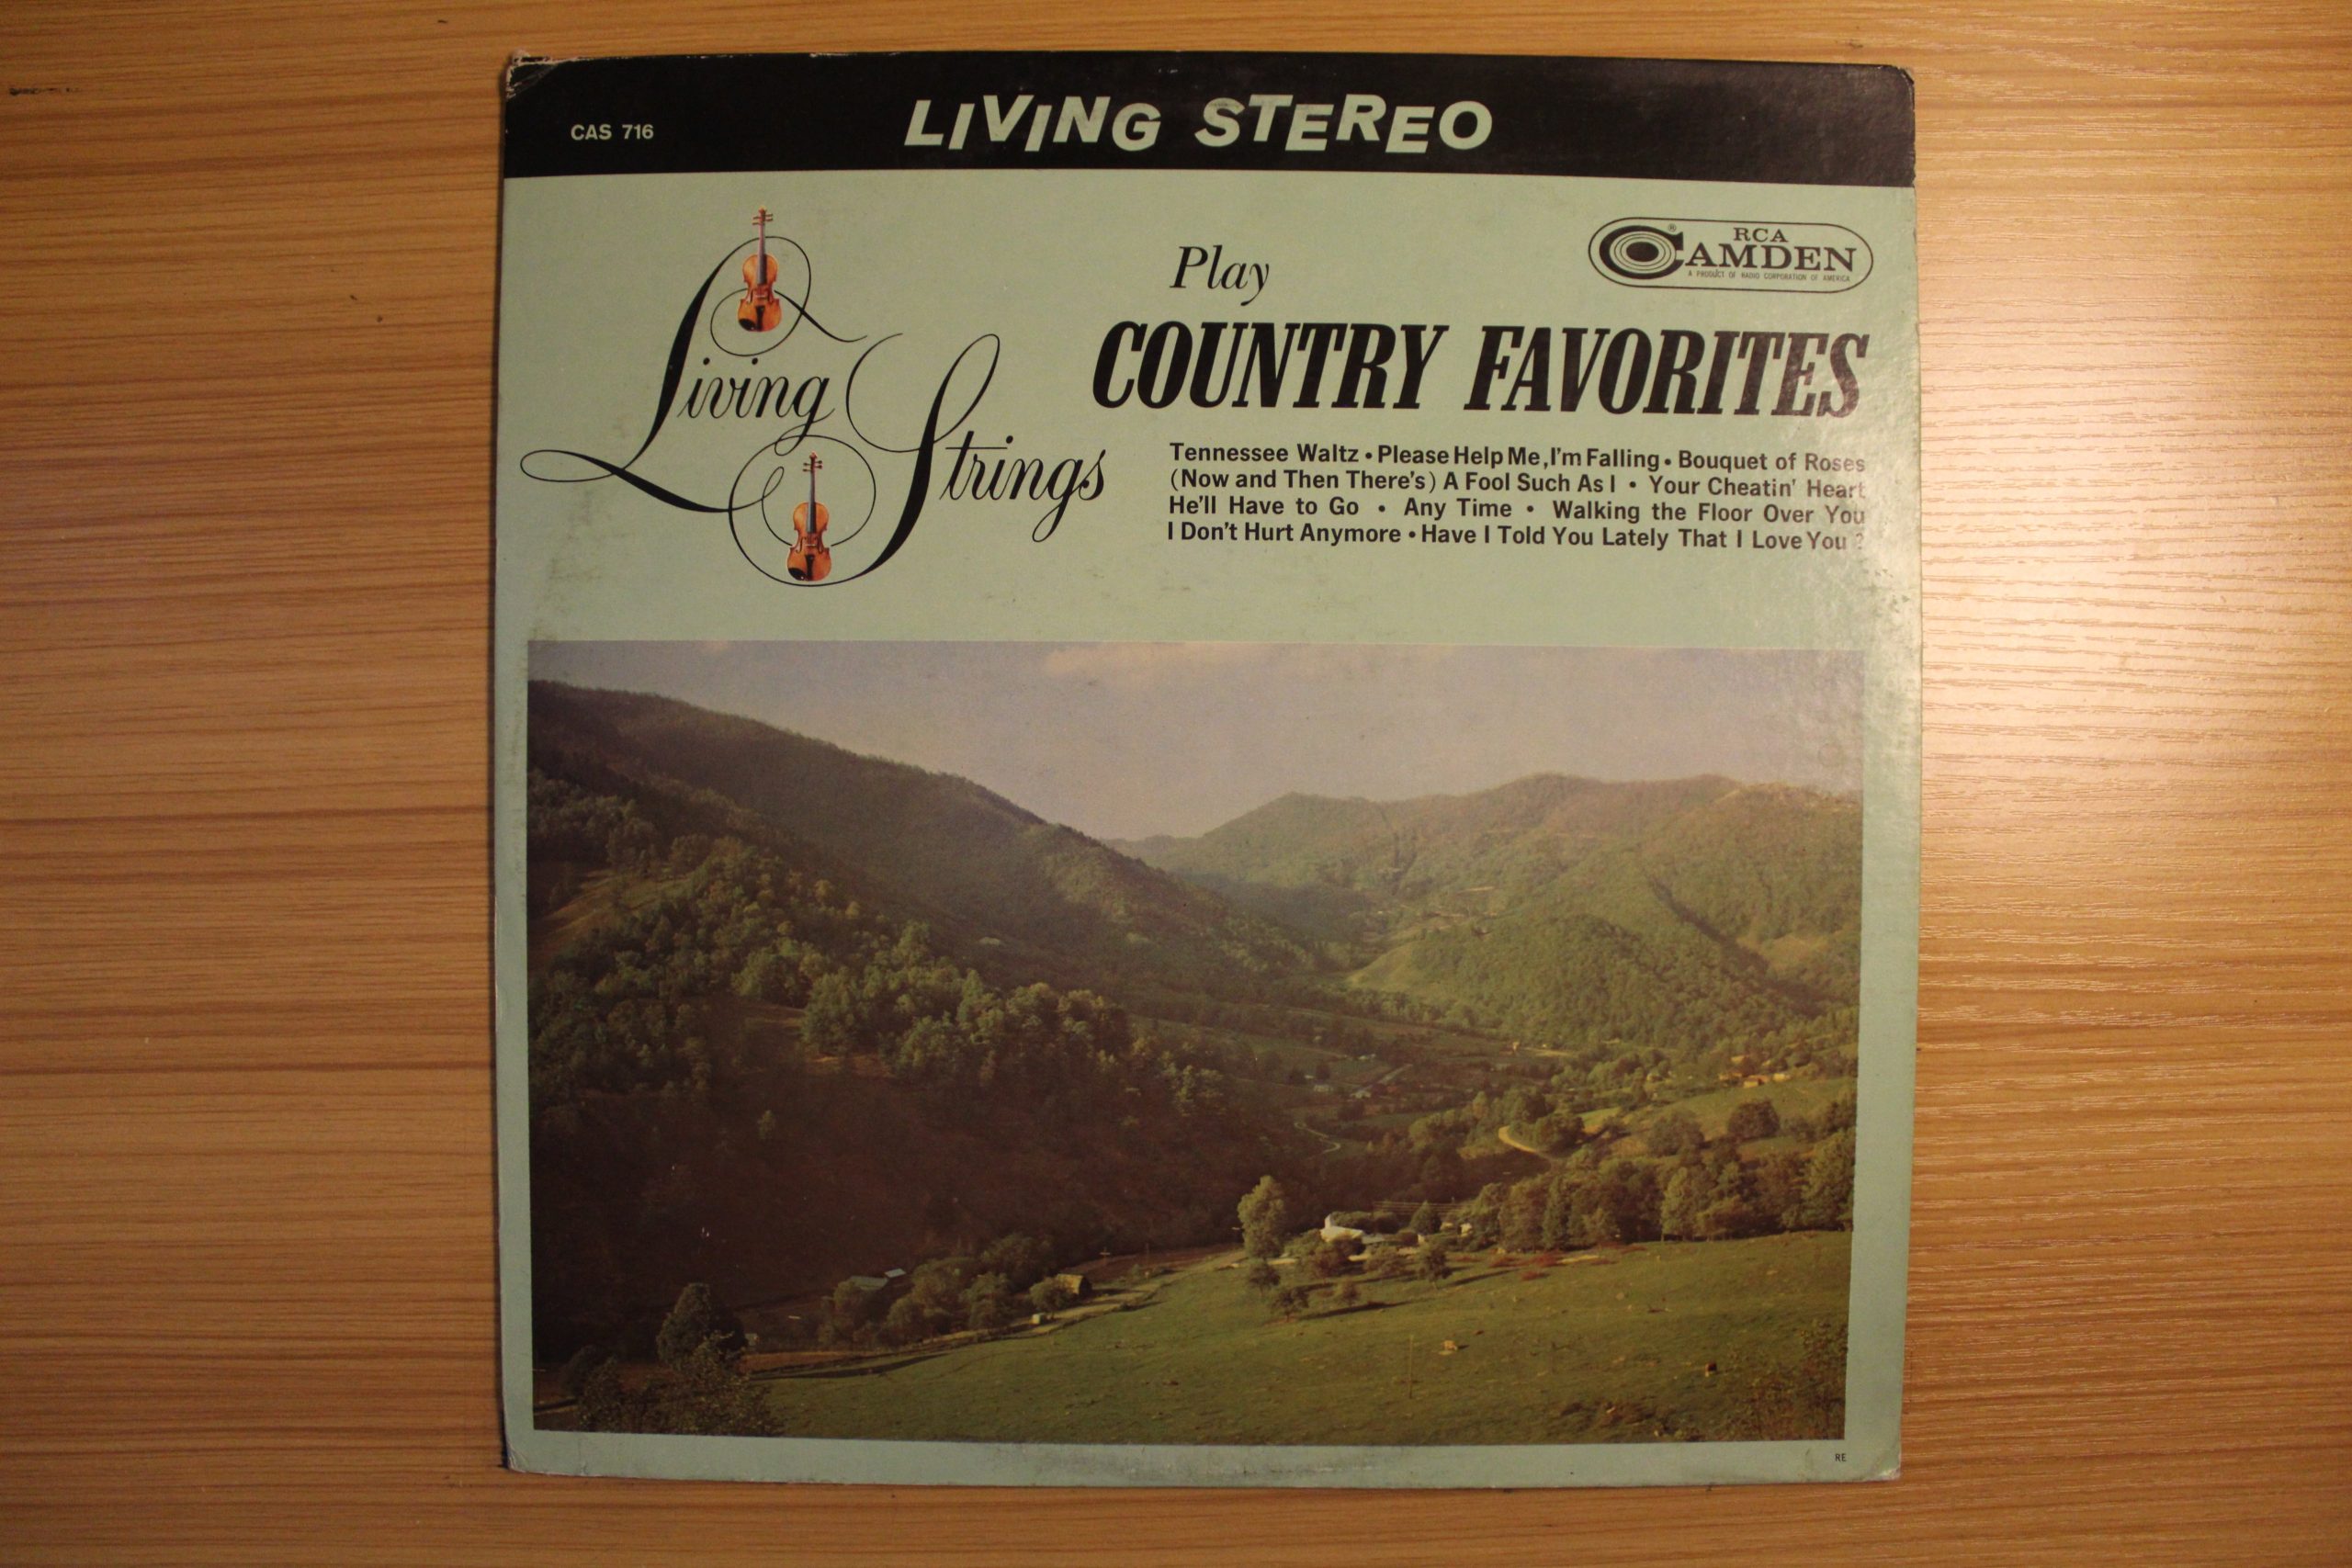 CAS 716
LIVING STEREO
Living Strings
Play
RCA
CAMDEN
®
A PRODUCT OF RADIO CORPORATION OF AMERICA
COUNTRY FAVORITES
Tennessee Waltz • Please Help Me, I'm Falling • Bouquet of Roses
(Now and Then There's) A Fool Such As I • Your Cheatin' Heart
He'll Have to Go • Any Time • Walking the Floor Over You
I Don't Hurt Anymore • Have I Told You Lately That I Love You ?
RE